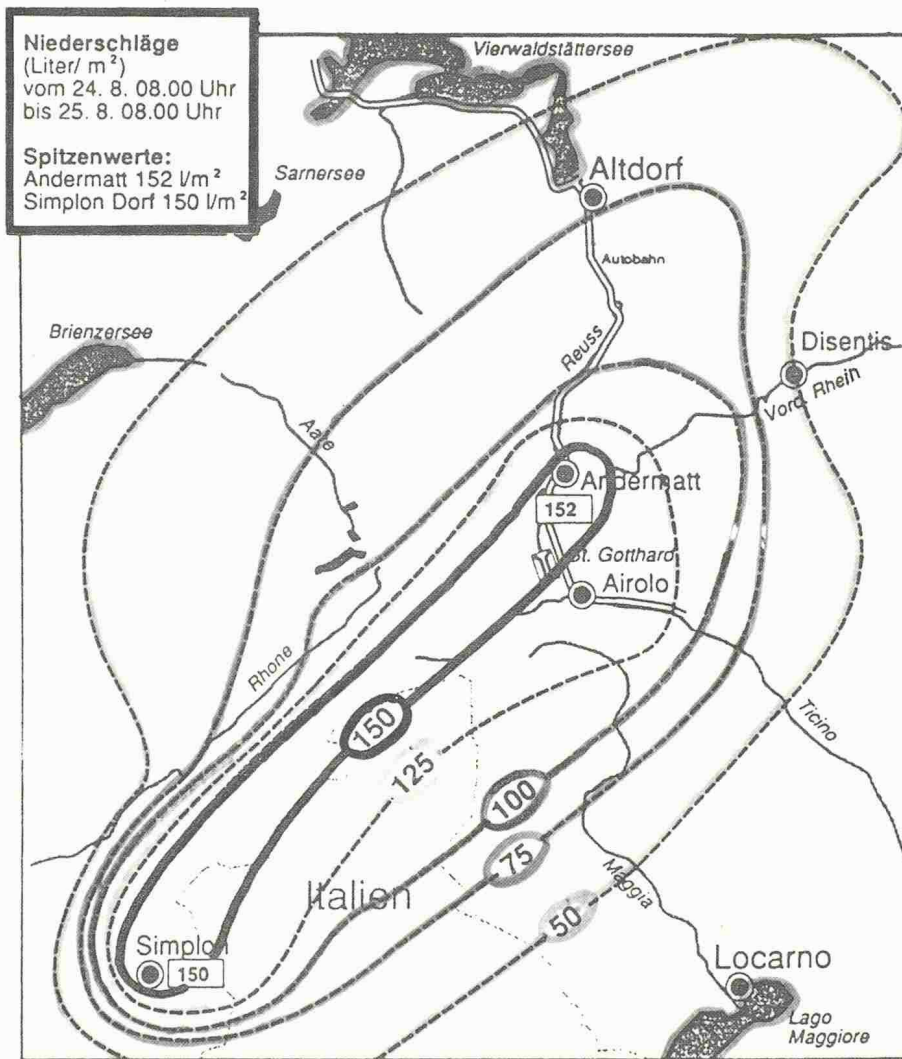 Niederschläge
(Liter/ m²)
vom 24. 8. 08.00 Uhr
bis 25. 8. 08.00 Uhr
Spitzenwerte:
Andermatt 152 l/m²
Simplon Dorf 150 l/m²
Vierwaldstättersee
Sarnersee
Altdorf
Autobahn
Brienzersee
Reuss
Disentis
Vord. Rhein
Aare
Andermatt
152
St. Gotthard
Airolo
Rhone
150
125
Ticino
100
75
Maggia
Italien
50
Simplon
150
Locarno
Lago
Maggiore